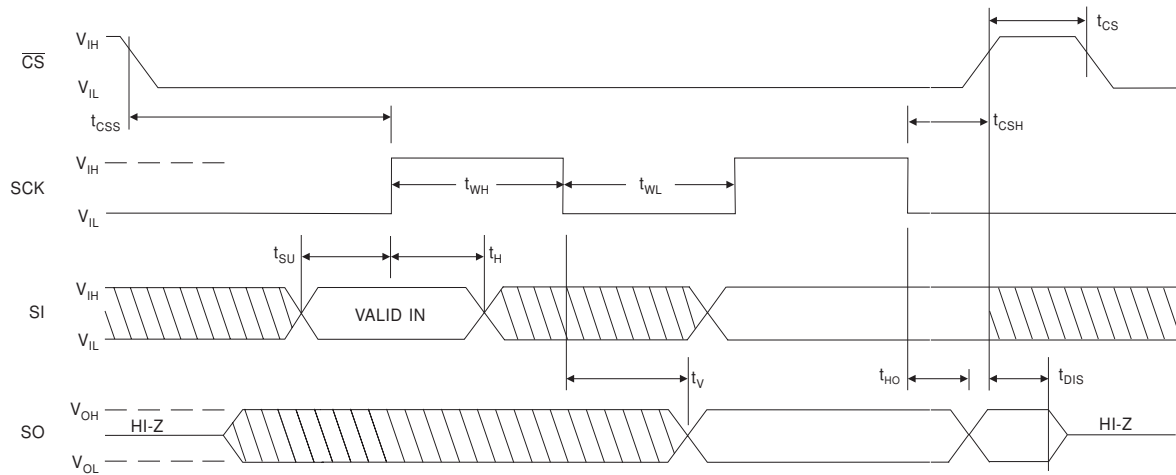 t_CS
V_IH
CS
V_IL
t_CSS
t_CSH
V_IH
SCK
t_WH
t_WL
V_IL
t_SU
t_H
V_IH
SI
VALID IN
V_IL
t_V
t_HO
t_DIS
V_OH
SO
HI-Z
HI-Z
V_OL